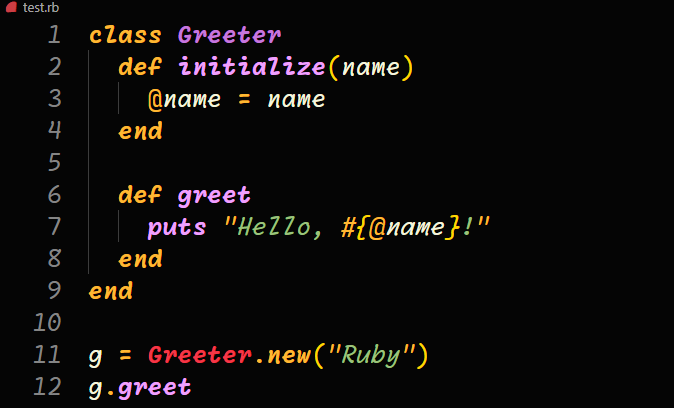 test.rb
1 class Greeter
2   def initialize(name)
3     @name = name
4   end
5
6   def greet
7     puts "Hello, #{@name}!"
8   end
9 end
10
11 g = Greeter.new("Ruby")
12 g.greet